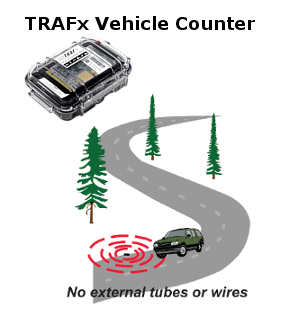 TRAFx Vehicle Counter
No external tubes or wires